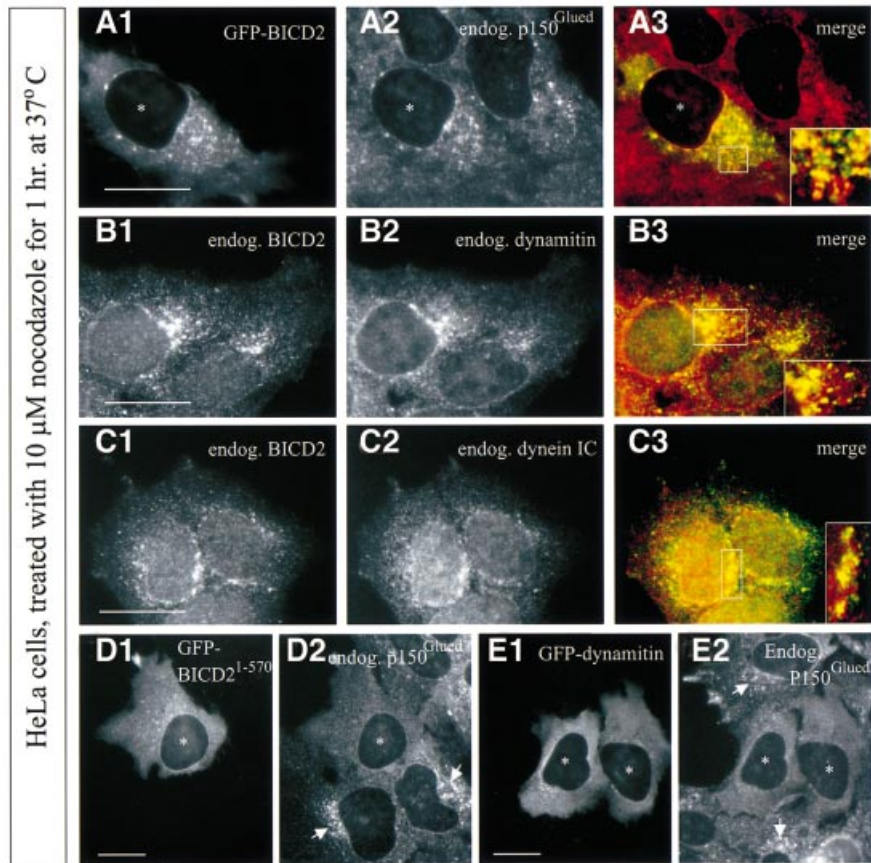 HeLa cells, treated with 10 μM nocodazole for 1 hr. at 37°C
A1 GFP-BICD2
A2 endog. p150Glued
A3 merge
B1 endog. BICD2
B2 endog. dynamitin
B3 merge
C1 endog. BICD2
C2 endog. dynein IC
C3 merge
D1 GFP-
BICD21-570
D2 endog. p150Glued
E1 GFP-dynamitin
E2 Endog.
P150Glued
* * *
* * * * * *